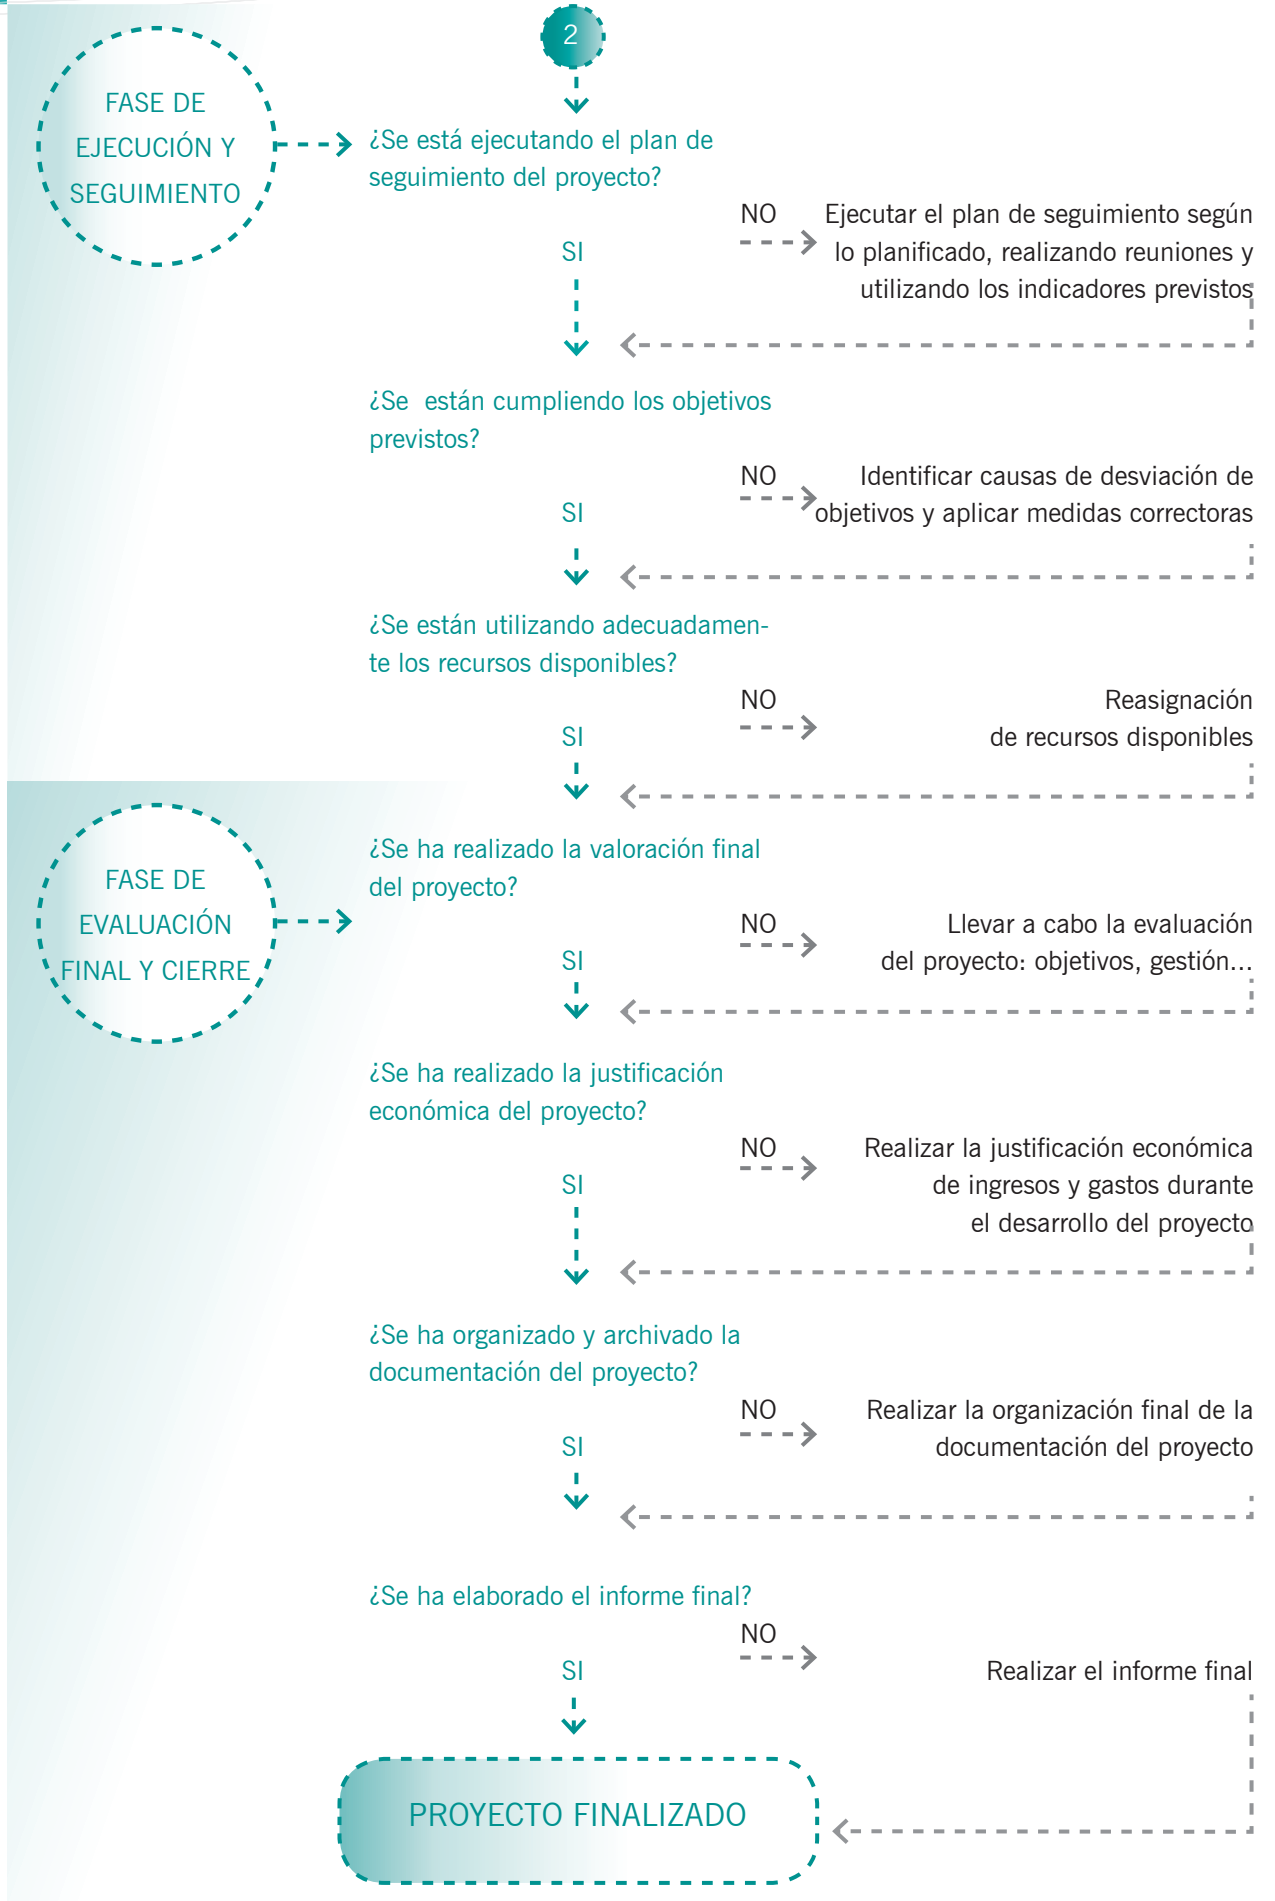 2
FASE DE
EJECUCIÓN Y
SEGUIMIENTO
¿Se está ejecutando el plan de
seguimiento del proyecto?
NO
Ejecutar el plan de seguimiento según
lo planificado, realizando reuniones y
utilizando los indicadores previstos
SI
¿Se están cumpliendo los objetivos
previstos?
NO
Identificar causas de desviación de
objetivos y aplicar medidas correctoras
SI
¿Se están utilizando adecuadamen-
te los recursos disponibles?
NO
Reasignación
de recursos disponibles
SI
FASE DE
EVALUACIÓN
FINAL Y CIERRE
¿Se ha realizado la valoración final
del proyecto?
NO
Llevar a cabo la evaluación
del proyecto: objetivos, gestión...
SI
¿Se ha realizado la justificación
económica del proyecto?
NO
Realizar la justificación económica
de ingresos y gastos durante
el desarrollo del proyecto
SI
¿Se ha organizado y archivado la
documentación del proyecto?
NO
Realizar la organización final de la
documentación del proyecto
SI
¿Se ha elaborado el informe final?
NO
Realizar el informe final
SI
PROYECTO FINALIZADO